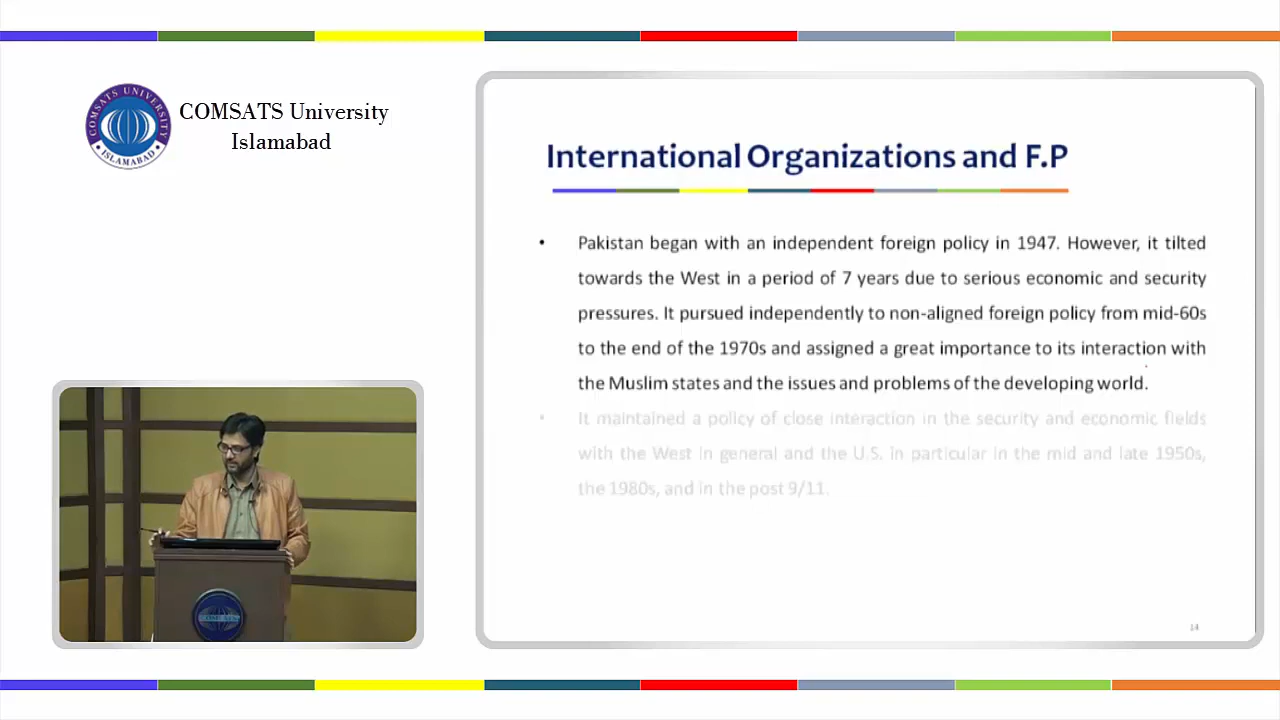 COMSATS University
Islamabad
COMSATS UNIVERSITY
ISLAMABAD
International Organizations and F.P
• Pakistan began with an independent foreign policy in 1947. However, it tilted
towards the West in a period of 7 years due to serious economic and security
pressures. It pursued independently to non-aligned foreign policy from mid-60s
to the end of the 1970s and assigned a great importance to its interaction with
the Muslim states and the issues and problems of the developing world.
• It maintained a policy of close interaction in the security and economic fields
with the West in general and the U.S. in particular in the mid and late 1950s,
the 1980s, and in the post 9/11.
14